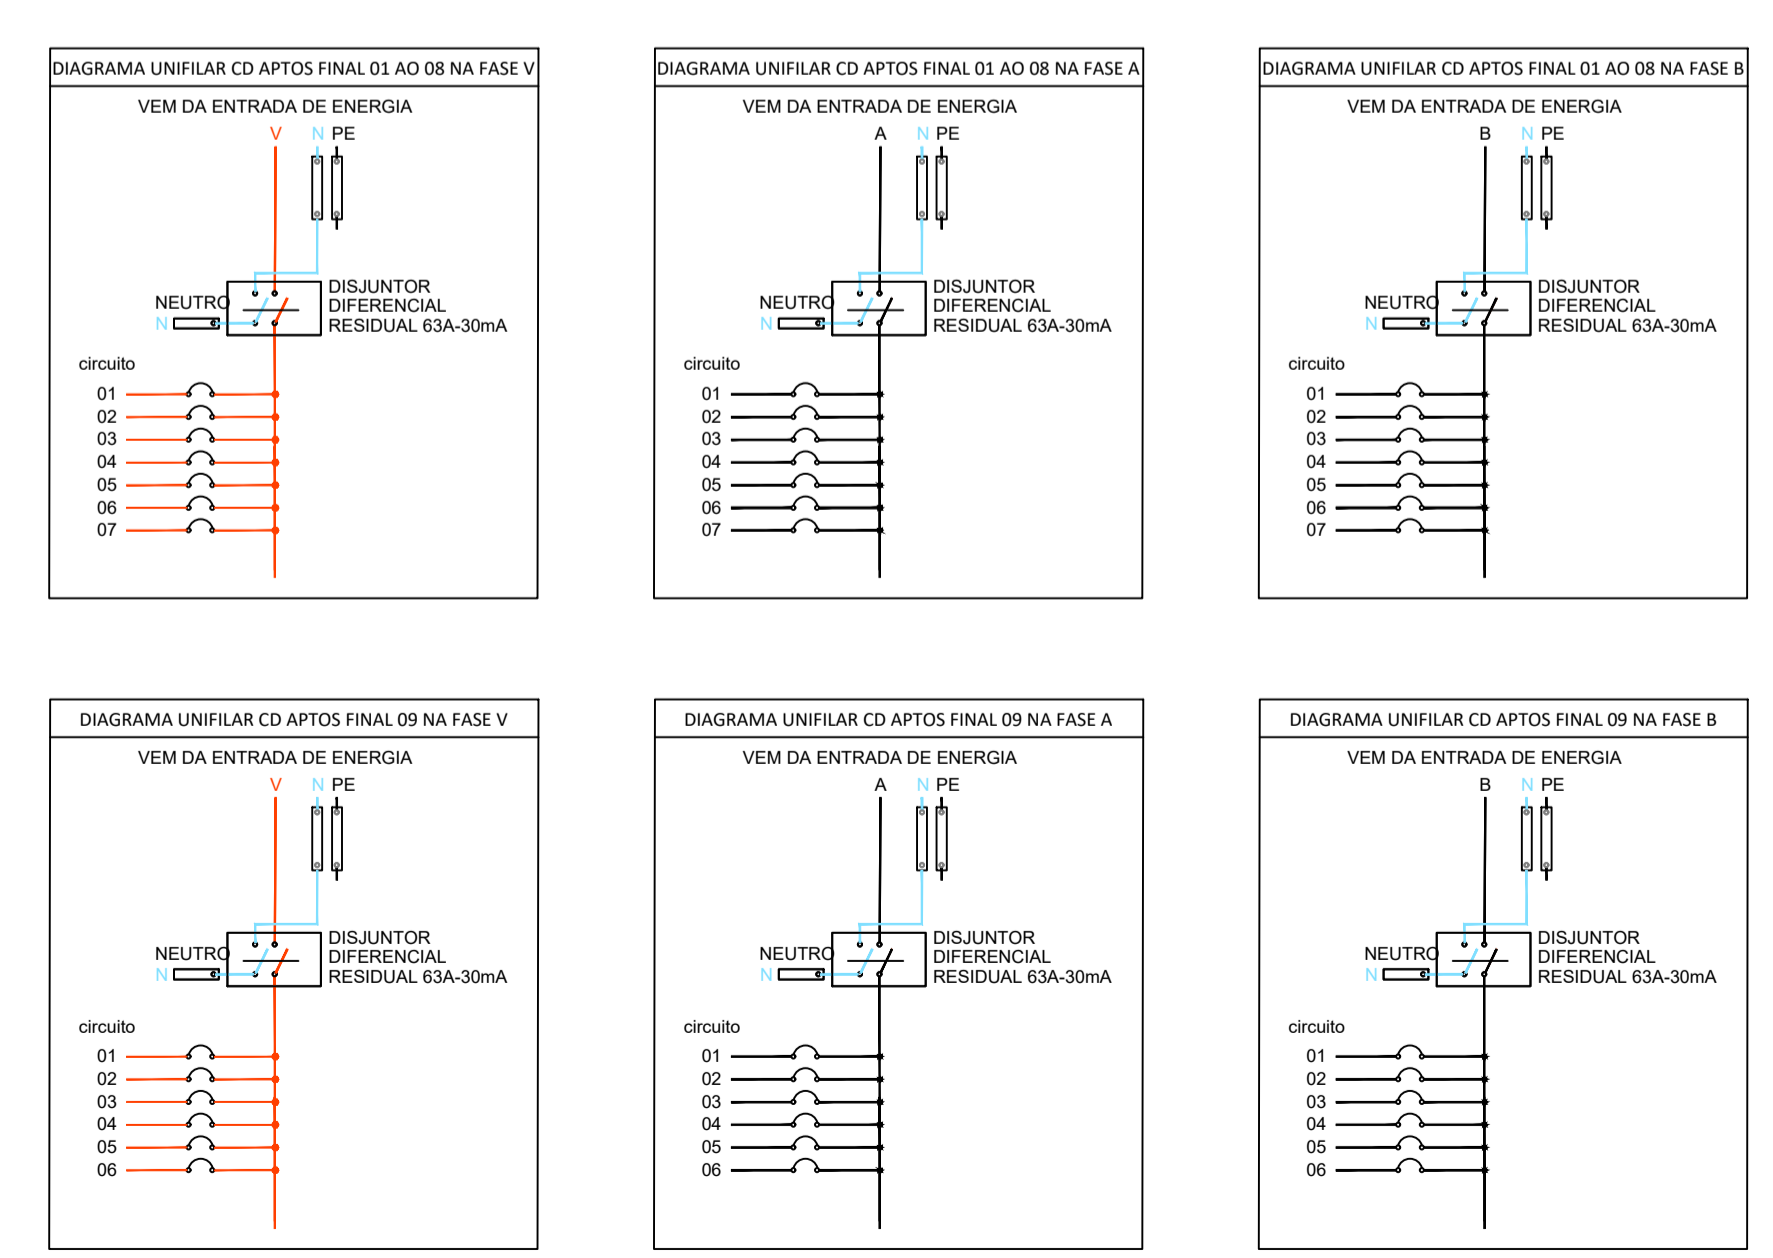 DIAGRAMA UNIFILAR CD APTOS FINAL 01 AO 08 NA FASE V
VEM DA ENTRADA DE ENERGIA
V N PE
DISJUNTOR
DIFERENCIAL
RESIDUAL 63A-30mA
NEUTRO
N
circuito
01
02
03
04
05
06
07
DIAGRAMA UNIFILAR CD APTOS FINAL 01 AO 08 NA FASE A
VEM DA ENTRADA DE ENERGIA
A N PE
DISJUNTOR
DIFERENCIAL
RESIDUAL 63A-30mA
NEUTRO
N
circuito
01
02
03
04
05
06
07
DIAGRAMA UNIFILAR CD APTOS FINAL 01 AO 08 NA FASE B
VEM DA ENTRADA DE ENERGIA
B N PE
DISJUNTOR
DIFERENCIAL
RESIDUAL 63A-30mA
NEUTRO
N
circuito
01
02
03
04
05
06
07
DIAGRAMA UNIFILAR CD APTOS FINAL 09 NA FASE V
VEM DA ENTRADA DE ENERGIA
V N PE
DISJUNTOR
DIFERENCIAL
RESIDUAL 63A-30mA
NEUTRO
N
circuito
01
02
03
04
05
06
DIAGRAMA UNIFILAR CD APTOS FINAL 09 NA FASE A
VEM DA ENTRADA DE ENERGIA
A N PE
DISJUNTOR
DIFERENCIAL
RESIDUAL 63A-30mA
NEUTRO
N
circuito
01
02
03
04
05
06
DIAGRAMA UNIFILAR CD APTOS FINAL 09 NA FASE B
VEM DA ENTRADA DE ENERGIA
B N PE
DISJUNTOR
DIFERENCIAL
RESIDUAL 63A-30mA
NEUTRO
N
circuito
01
02
03
04
05
06